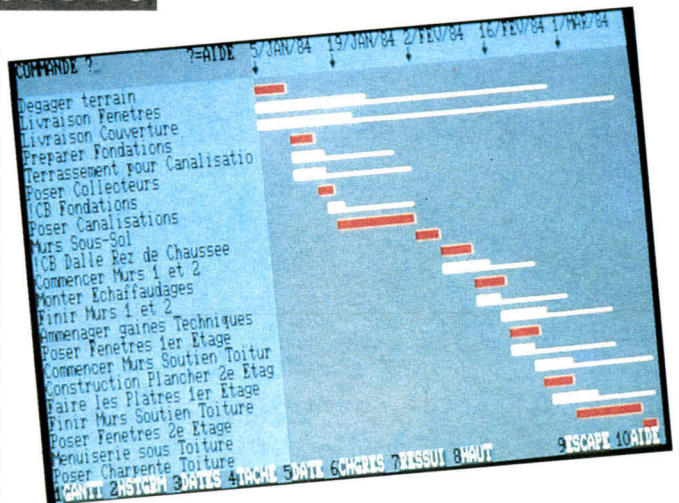 COMMANDE ? ?=AIDE 5/JAN/84 19/JAN/84 2/FEV/84 16/FEV/84 1/MAR/84
Degager terrain
Livraison Fenetres
Livraison Couverture
Preparer Fondations
Terrassement pour Canalisatio
Poser Collecteurs
!CB Fondations
Poser Canalisations
Murs Sous-Sol
!CB Dalle Rez de Chaussee
Commencer Murs 1 et 2
Monter Echaffaudages
Finir Murs 1 et 2
Ammenager gaines Techniques
Poser Fenetres 1er Etage
Commencer Murs Soutien Toitur
Construction Plancher 2e Etag
Faire les Platres 1er Etage
Finir Murs Soutien Toiture
Poser Fenetres 2e Etage
Menuiserie sous Toiture
Poser Charpente Toiture
1GANTT 2HSTGRM 3DATES 4TACHE 5DATE 6CHGRES 7RESSUI 8HAUT 9ESCAPE 10AIDE